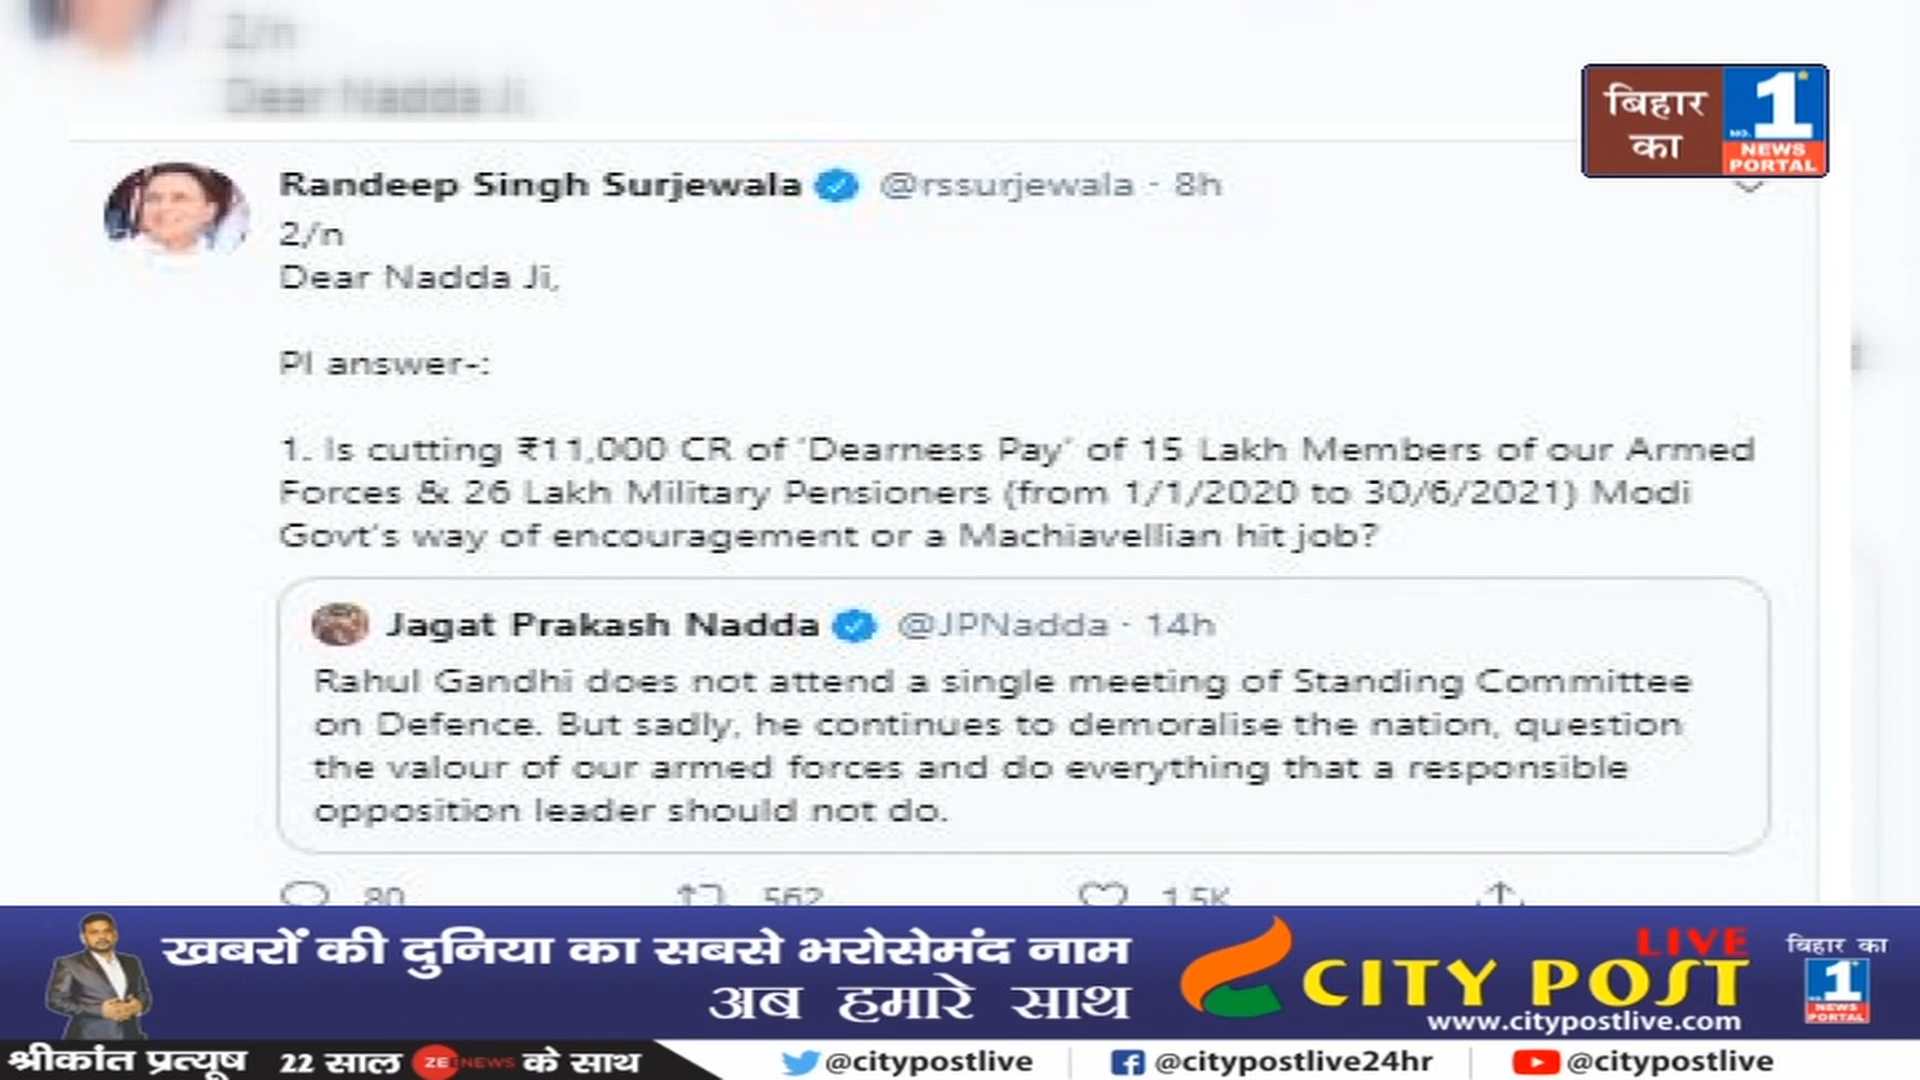 2/n
Dear Nadda Ji,
बिहार
का
NO. 1
NEWS
PORTAL
Randeep Singh Surjewala @rssurjewala · 8h
2/n
Dear Nadda Ji,
Pl answer-:
1. Is cutting ₹11,000 CR of 'Dearness Pay' of 15 Lakh Members of our Armed
Forces & 26 Lakh Military Pensioners (from 1/1/2020 to 30/6/2021) Modi
Govt's way of encouragement or a Machiavellian hit job?
Jagat Prakash Nadda @JPNadda · 14h
Rahul Gandhi does not attend a single meeting of Standing Committee
on Defence. But sadly, he continues to demoralise the nation, question
the valour of our armed forces and do everything that a responsible
opposition leader should not do.
80 562 1.5K
खबरों की दुनिया का सबसे भरोसेमंद नाम
अब हमारे साथ
LIVE
CITY POST
www.citypostlive.com
बिहार का
NO. 1
NEWS
PORTAL
श्रीकांत प्रत्यूष 22 साल ZEE NEWS के साथ
@citypostlive @citypostlive24hr @citypostlive